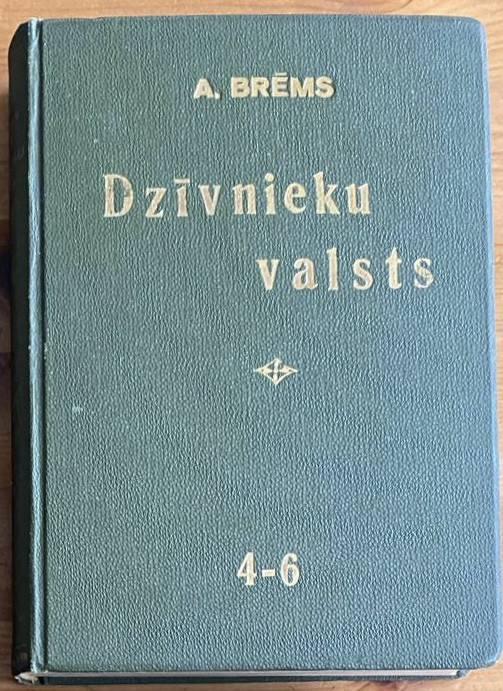 A. BRĒMS
Dzīvnieku
valsts
4-6